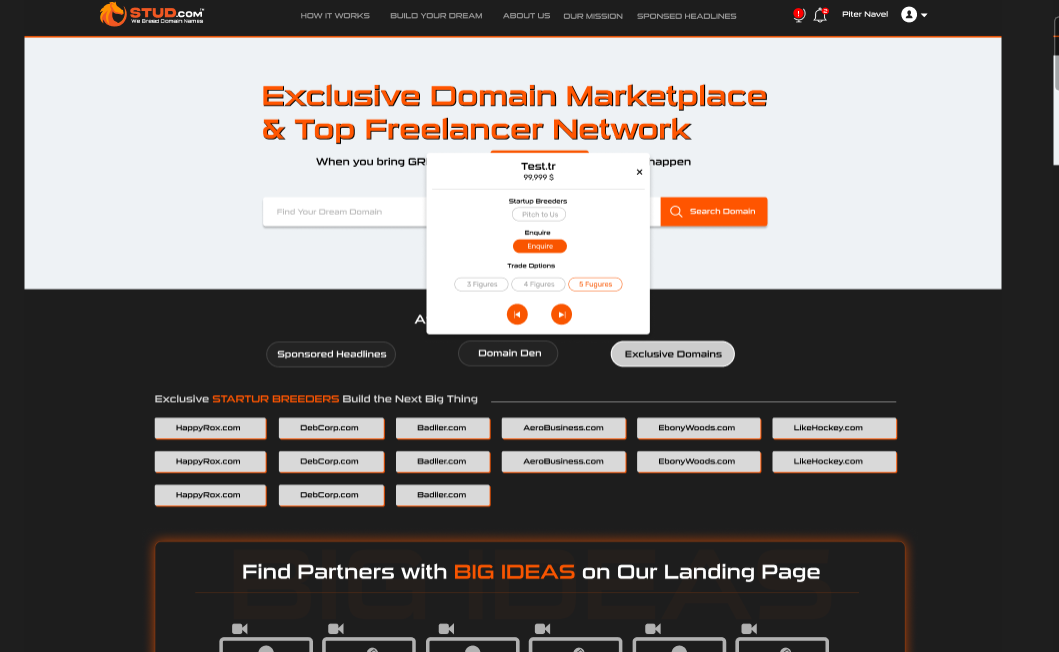 STUD.COM™
We Breed Domain Names
HOW IT WORKS
BUILD YOUR DREAM
ABOUT US
OUR MISSION
SPONSED HEADLINES
Piter Navel
Exclusive Domain Marketplace
& Top Freelancer Network
When you bring
Test.tr
99,999 $
Startup Breeders
Pitch to Us
Enquire
Enquire
Trade Options
3 Figures
4 Figures
5 Fugures
Find Your Dream Domain
Search Domain
Sponsored Headlines
Domain Den
Exclusive Domains
Exclusive STARTUR BREEDERS Build the Next Big Thing
HappyRox.com
DebCorp.com
Badller.com
AeroBusiness.com
EbonyWoods.com
LikeHockey.com
HappyRox.com
DebCorp.com
Badller.com
AeroBusiness.com
EbonyWoods.com
LikeHockey.com
HappyRox.com
DebCorp.com
Badller.com
BIG IDEAS
Find Partners with BIG IDEAS on Our Landing Page